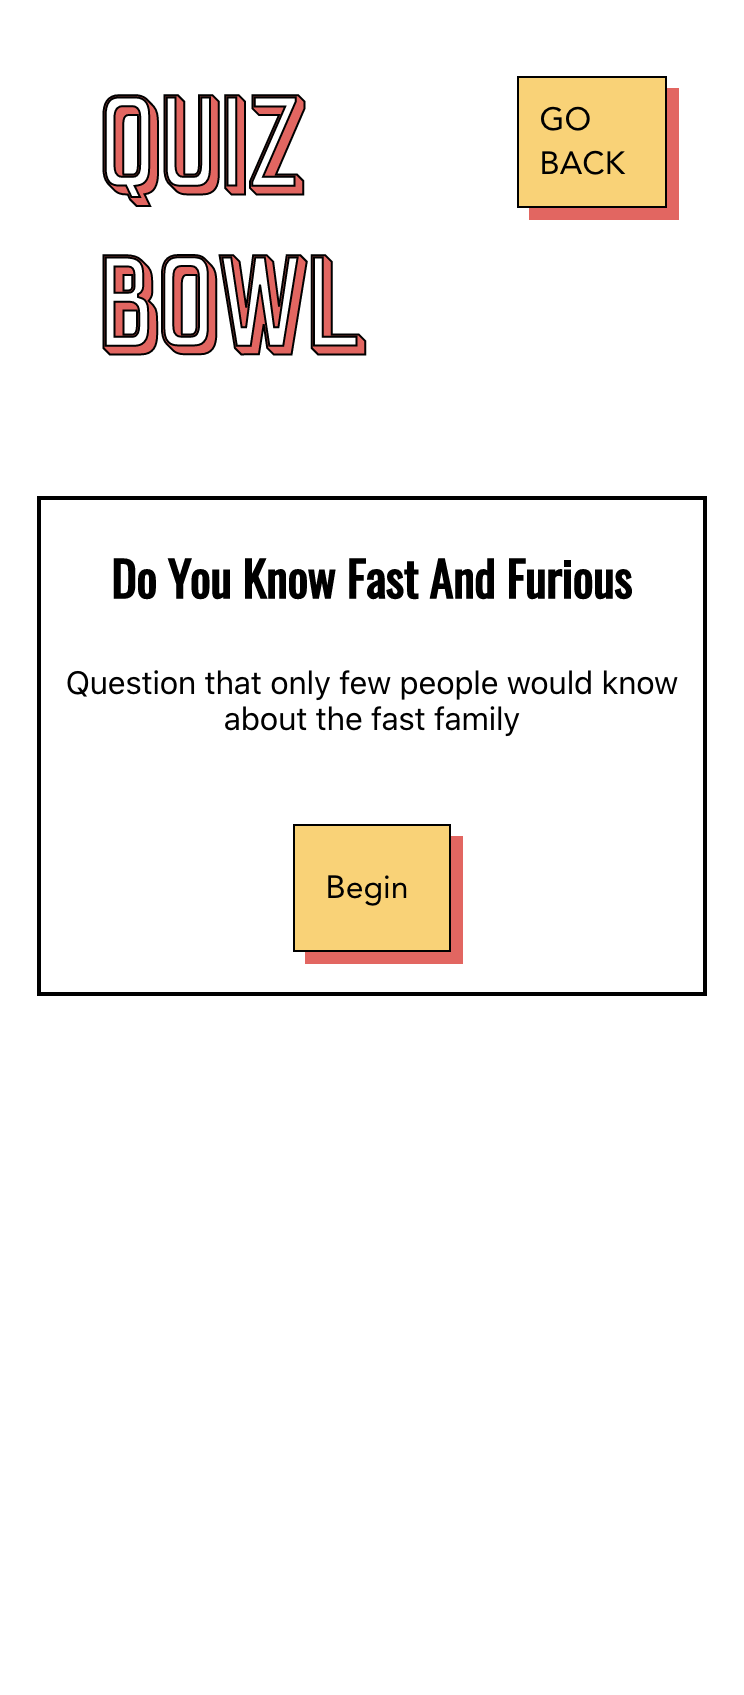 QUIZ
BOWL
GO
BACK
Do You Know Fast And Furious
Question that only few people would know
about the fast family
Begin